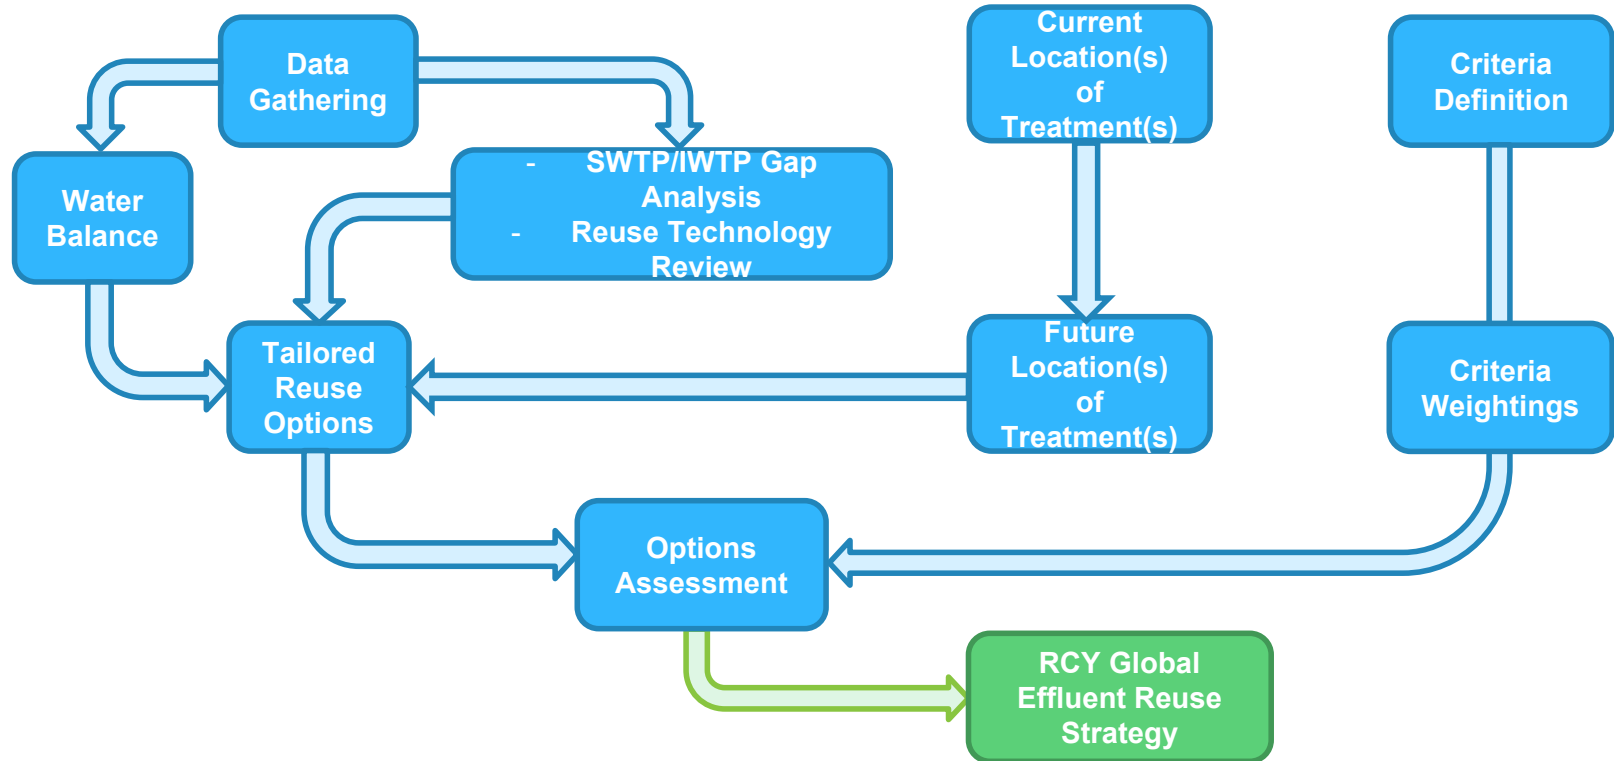 Data
Gathering
Current
Location(s)
of
Treatment(s)
Criteria
Definition
Water
Balance
- SWTP/IWTP Gap
Analysis
- Reuse Technology
Review
Tailored
Reuse
Options
Future
Location(s)
of
Treatment(s)
Criteria
Weightings
Options
Assessment
RCY Global
Effluent Reuse
Strategy